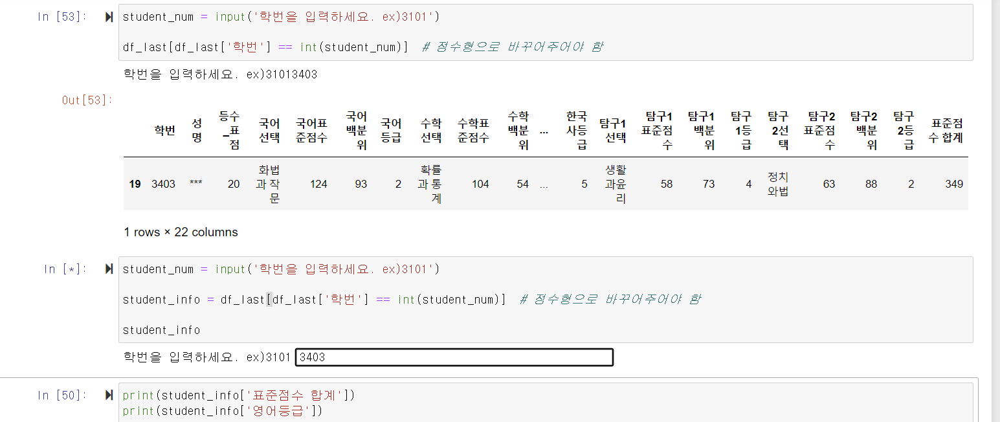 In [53]:
student_num = input('학번을 입력하세요. ex)3101')
df_last[df_last['학번'] == int(student_num)]  # 정수형으로 바꾸어주어야 함
학번을 입력하세요. ex)31013403
Out[53]:
학번 성명 등수_표점 국어선택 국어표준점수 국어백분위 국어등급 수학선택 수학표준점수 수학백분위 ... 한국사등급 탐구1선택 탐구1표준점수 탐구1백분위 탐구1등급 탐구2선택 탐구2표준점수 탐구2백분위 탐구2등급 표준점수 합계
19 3403 *** 20 화법과 작문 124 93 2 확률과 통계 104 54 ... 5 생활과윤리 58 73 4 정치와법 63 88 2 349
1 rows × 22 columns
In [*]:
student_num = input('학번을 입력하세요. ex)3101')
student_info = df_last[df_last['학번'] == int(student_num)]  # 정수형으로 바꾸어주어야 함
student_info
학번을 입력하세요. ex)3101 3403
In [50]:
print(student_info['표준점수 합계'])
print(student_info['영어등급'])